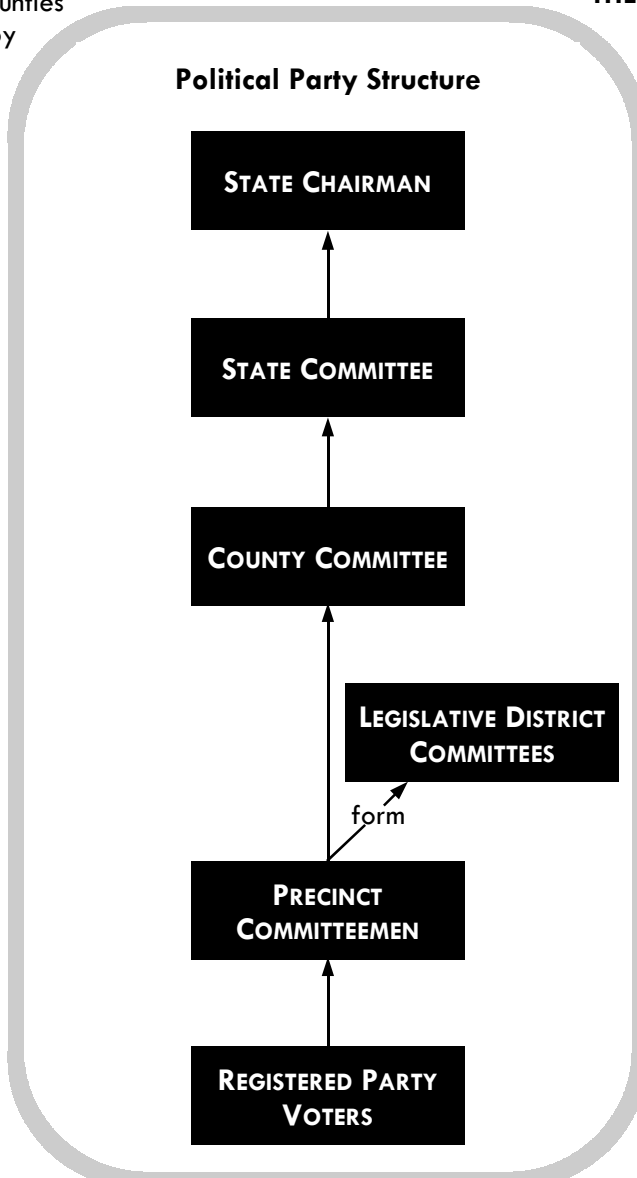 Political Party Structure
STATE CHAIRMAN
STATE COMMITTEE
COUNTY COMMITTEE
LEGISLATIVE DISTRICT
COMMITTEES
form
PRECINCT
COMMITTEEMEN
REGISTERED PARTY
VOTERS